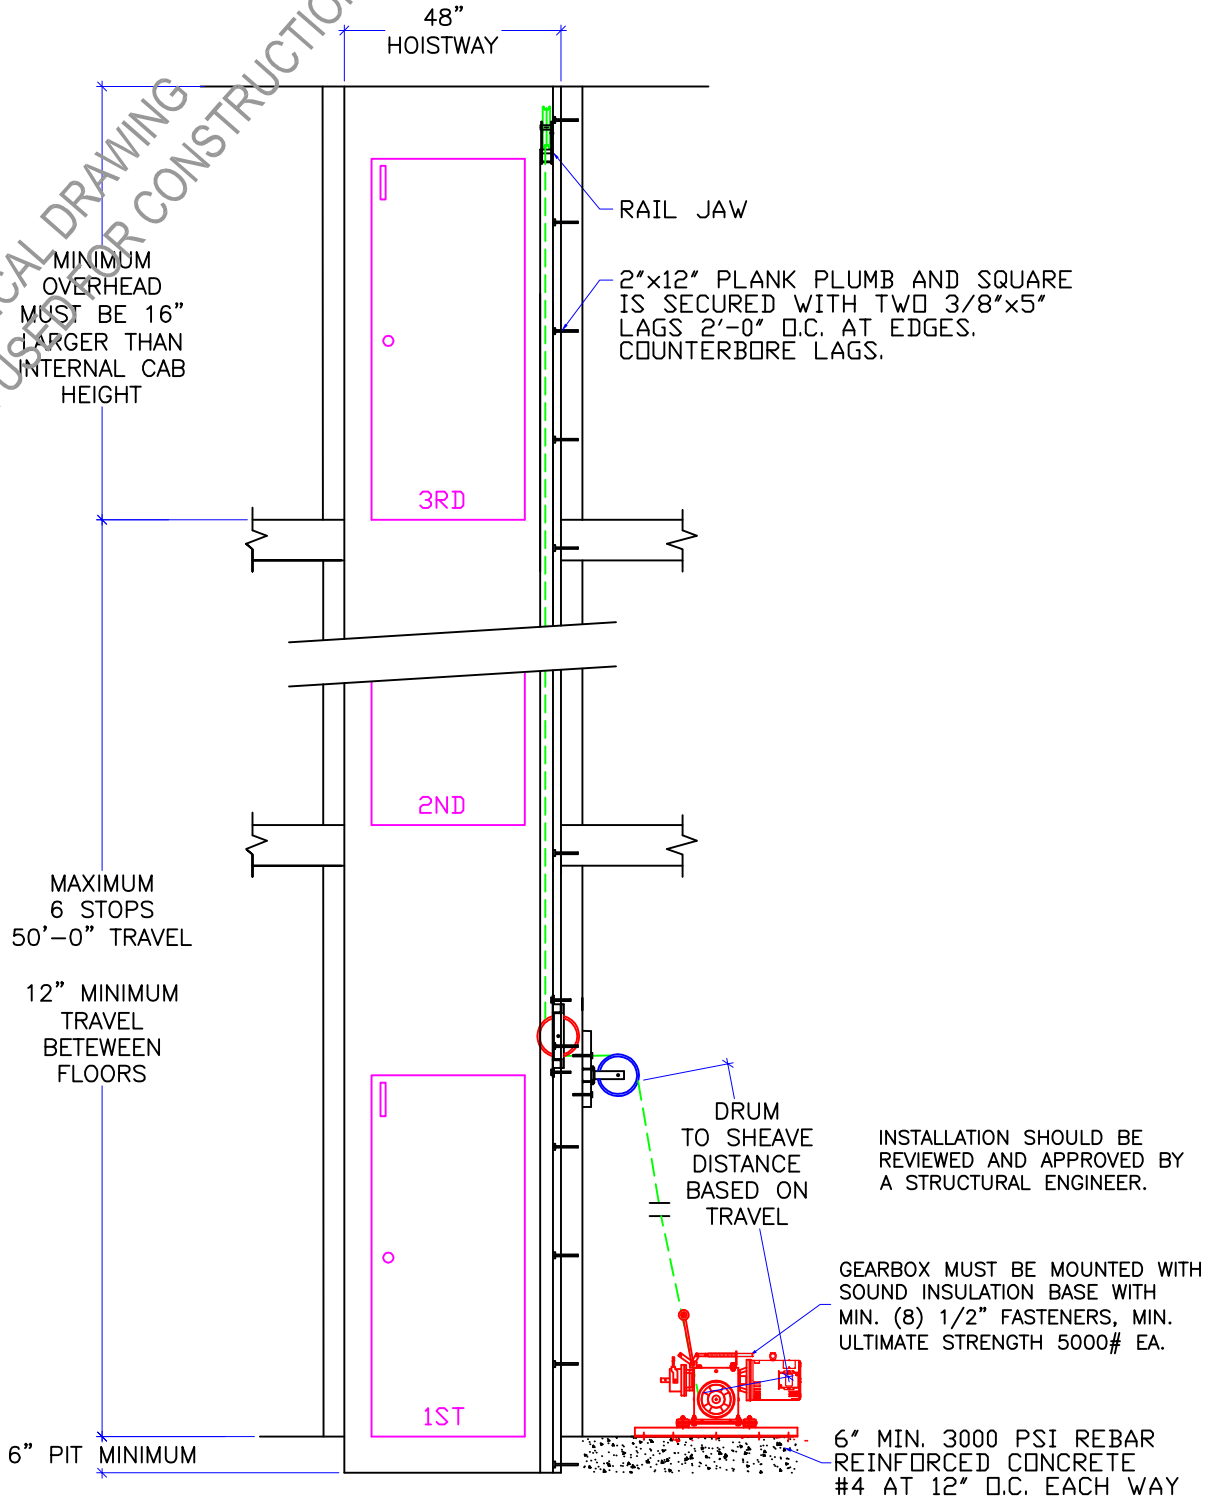 48"
HOISTWAY
CAL DRAWING
USED FOR CONSTRUCTION
RAIL JAW
MINIMUM
OVERHEAD
MUST BE 16"
LARGER THAN
INTERNAL CAB
HEIGHT
2"x12" PLANK PLUMB AND SQUARE
IS SECURED WITH TWO 3/8"x5"
LAGS 2'-0" O.C. AT EDGES.
COUNTERBORE LAGS.
3RD
2ND
MAXIMUM
6 STOPS
50'-0" TRAVEL
12" MINIMUM
TRAVEL
BETEWEEN
FLOORS
DRUM
TO SHEAVE
DISTANCE
BASED ON
TRAVEL
INSTALLATION SHOULD BE
REVIEWED AND APPROVED BY
A STRUCTURAL ENGINEER.
GEARBOX MUST BE MOUNTED WITH
SOUND INSULATION BASE WITH
MIN. (8) 1/2" FASTENERS, MIN.
ULTIMATE STRENGTH 5000# EA.
1ST
6" PIT MINIMUM
6" MIN. 3000 PSI REBAR
REINFORCED CONCRETE
#4 AT 12" O.C. EACH WAY